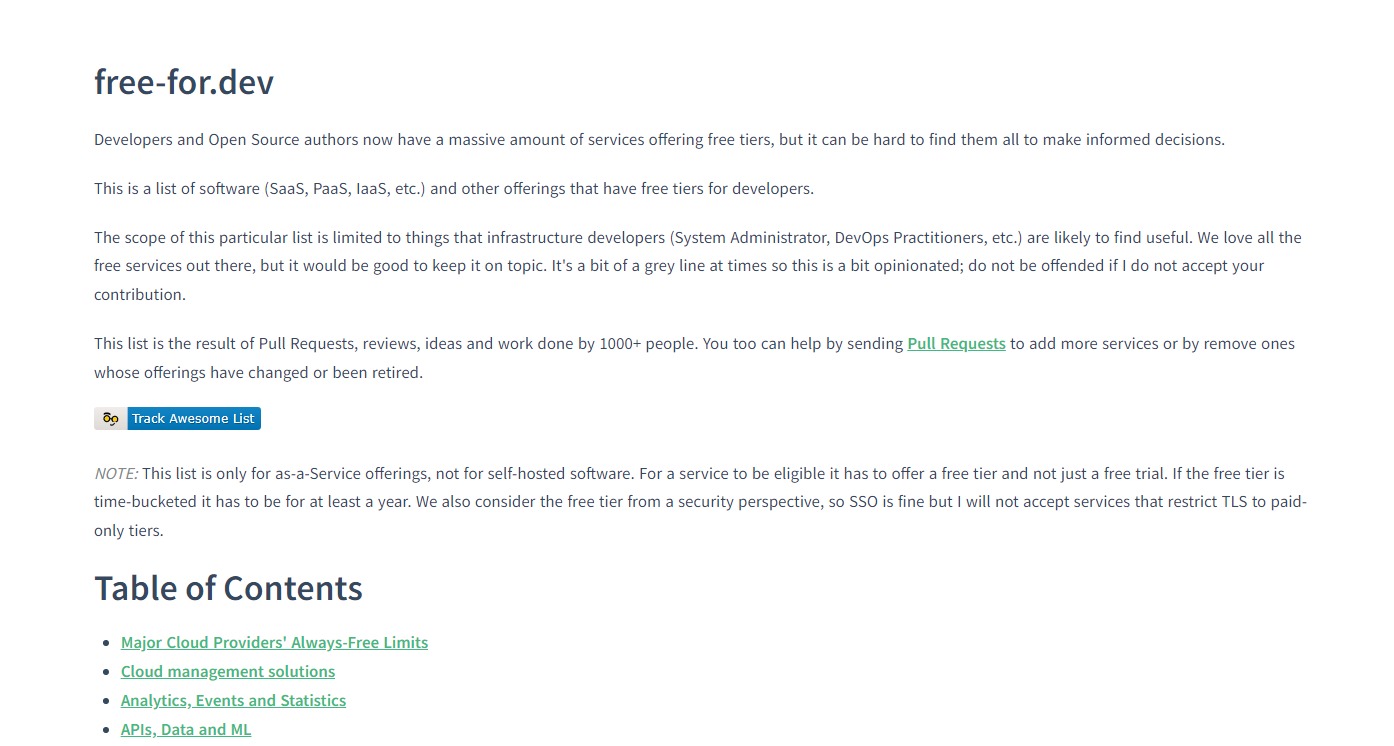 free-for.dev
Developers and Open Source authors now have a massive amount of services offering free tiers, but it can be hard to find them all to make informed decisions.
This is a list of software (SaaS, PaaS, IaaS, etc.) and other offerings that have free tiers for developers.
The scope of this particular list is limited to things that infrastructure developers (System Administrator, DevOps Practitioners, etc.) are likely to find useful. We love all the
free services out there, but it would be good to keep it on topic. It's a bit of a grey line at times so this is a bit opinionated; do not be offended if I do not accept your
contribution.
This list is the result of Pull Requests, reviews, ideas and work done by 1000+ people. You too can help by sending Pull Requests to add more services or by remove ones
whose offerings have changed or been retired.
Track Awesome List
NOTE: This list is only for as-a-Service offerings, not for self-hosted software. For a service to be eligible it has to offer a free tier and not just a free trial. If the free tier is
time-bucketed it has to be for at least a year. We also consider the free tier from a security perspective, so SSO is fine but I will not accept services that restrict TLS to paid-
only tiers.
Table of Contents
Major Cloud Providers' Always-Free Limits
Cloud management solutions
Analytics, Events and Statistics
APIs, Data and ML